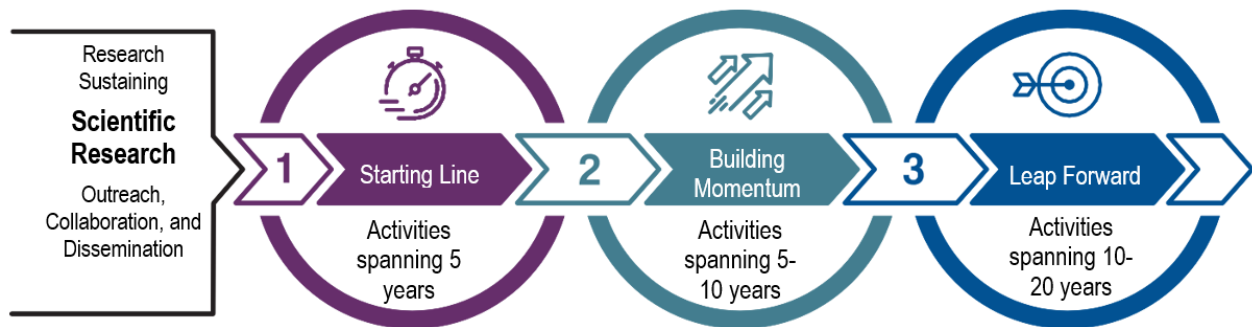 Research
Sustaining
Scientific
Research
Outreach,
Collaboration, and
Dissemination
1
Starting Line
Activities
spanning 5
years
2
Building
Momentum
Activities
spanning 5-
10 years
3
Leap Forward
Activities
spanning 10-
20 years